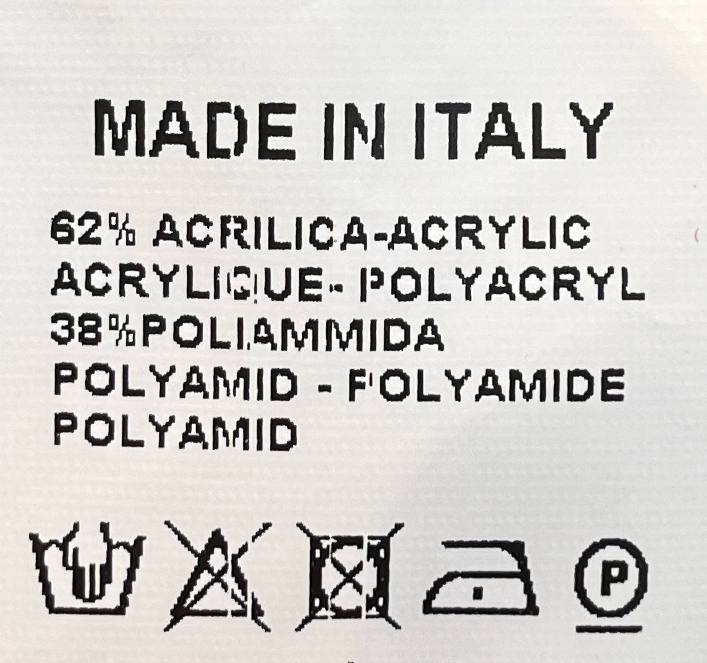 MADE IN ITALY
62% ACRILICA-ACRYLIC
ACRYLIQUE- POLYACRYL
38%POLIAMMIDA
POLYAMID - POLYAMIDE
POLYAMID
P